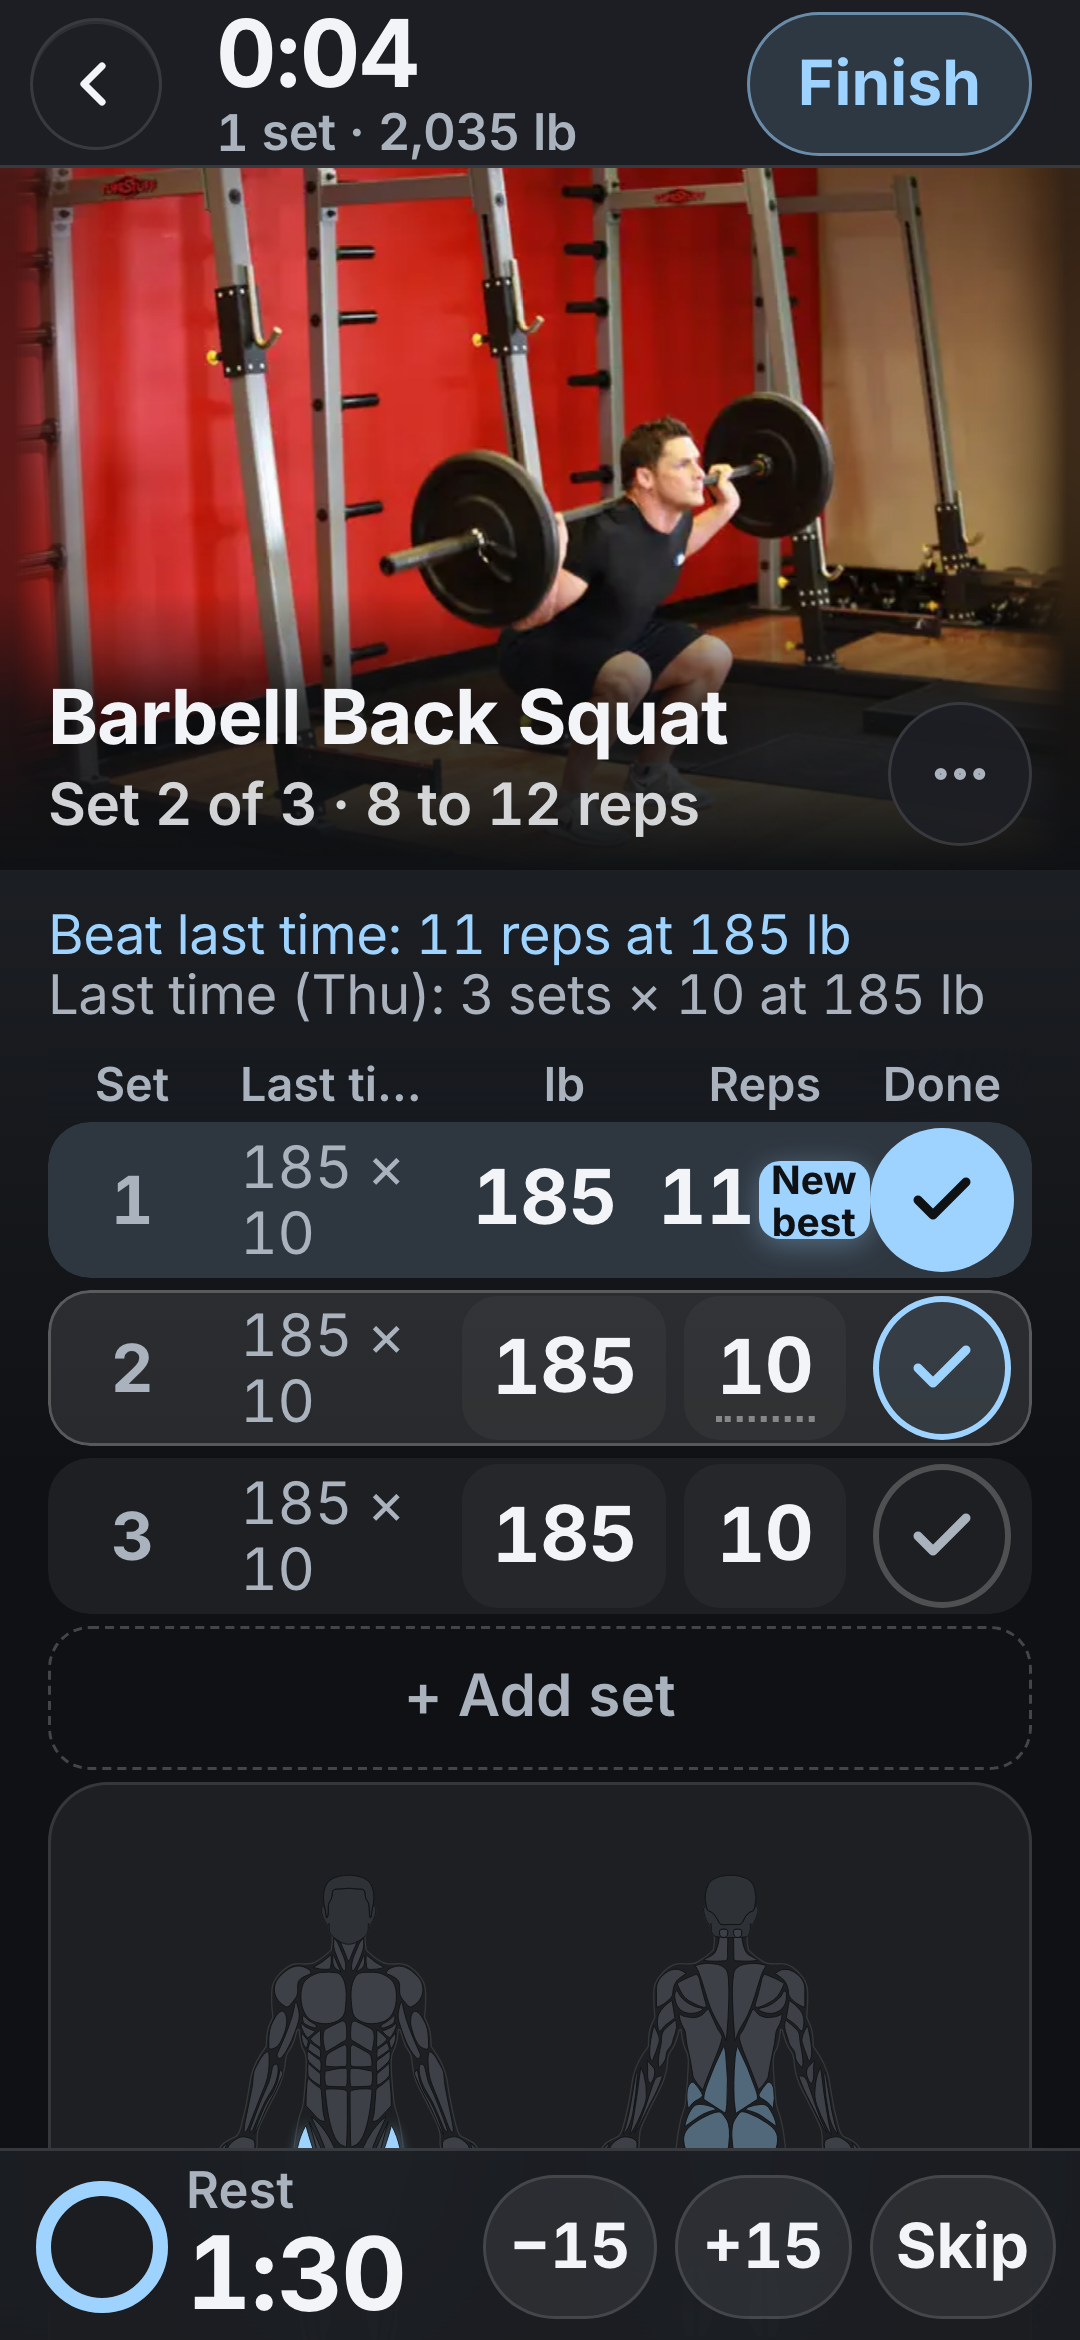 0:04
Finish
1 set · 2,035 lb
Barbell Back Squat
Set 2 of 3 · 8 to 12 reps
Beat last time: 11 reps at 185 lb
Last time (Thu): 3 sets × 10 at 185 lb
Set Last ti... lb Reps Done
1 185 × 10 185 11 New best
2 185 × 10 185 10
3 185 × 10 185 10
+ Add set
Rest
1:30
−15 +15 Skip